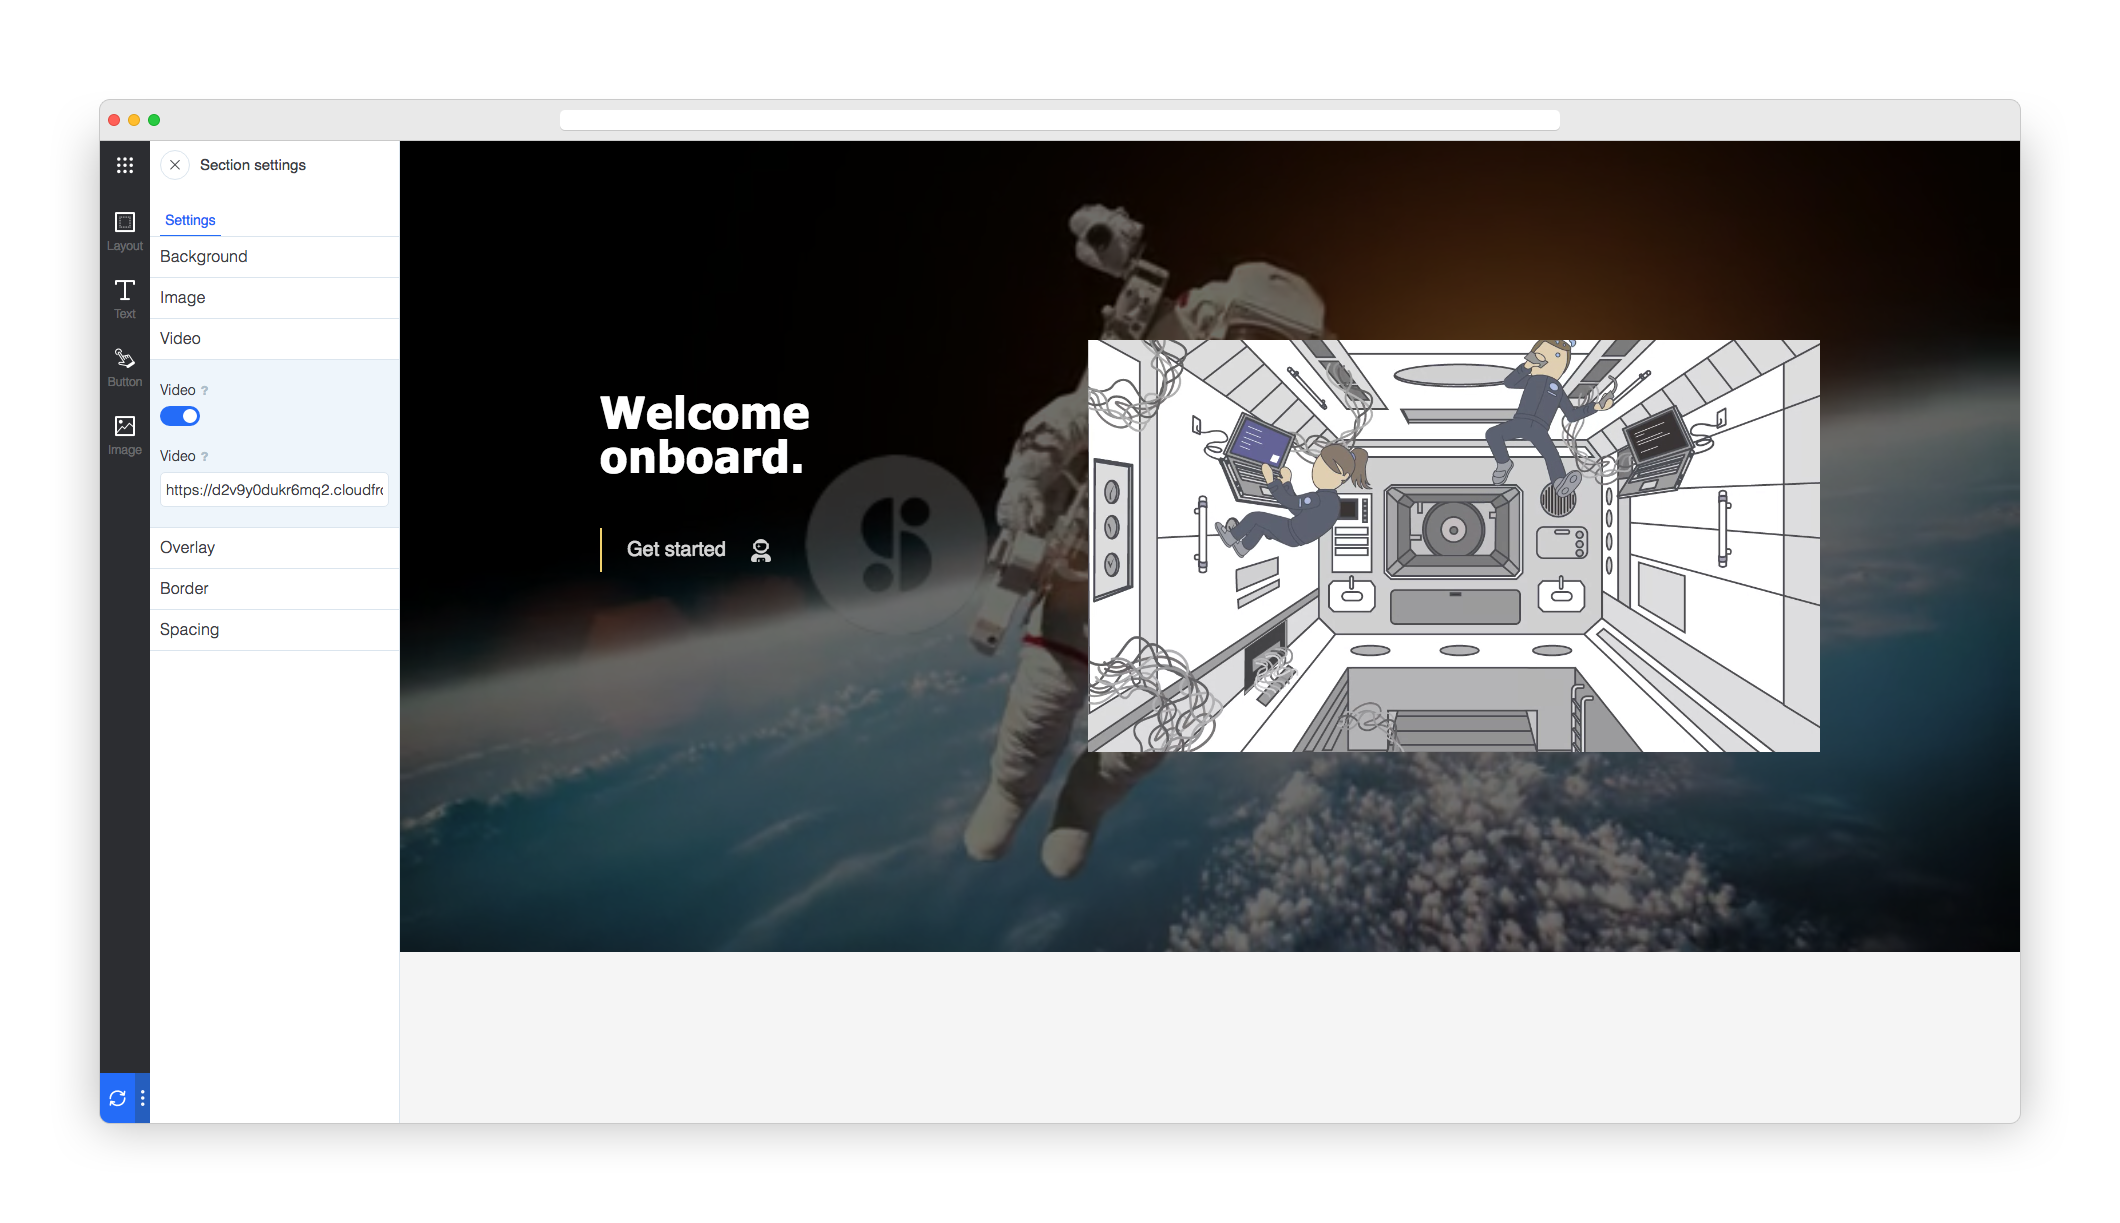 Section settings
Layout
Text
Button
Image
Settings
Background
Image
Video
Video ?
Video ?
https://d2v9y0dukr6mq2.cloudfr
Overlay
Border
Spacing
Welcome
onboard.
Get started